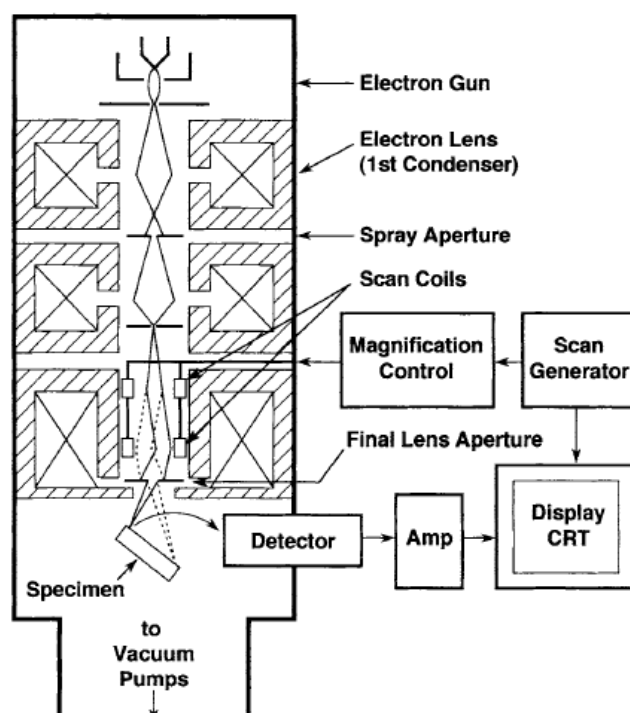 Electron Gun
Electron Lens
(1st Condenser)
Spray Aperture
Scan Coils
Magnification
Control
Scan
Generator
Final Lens Aperture
Detector
Amp
Display
CRT
Specimen
to
Vacuum
Pumps